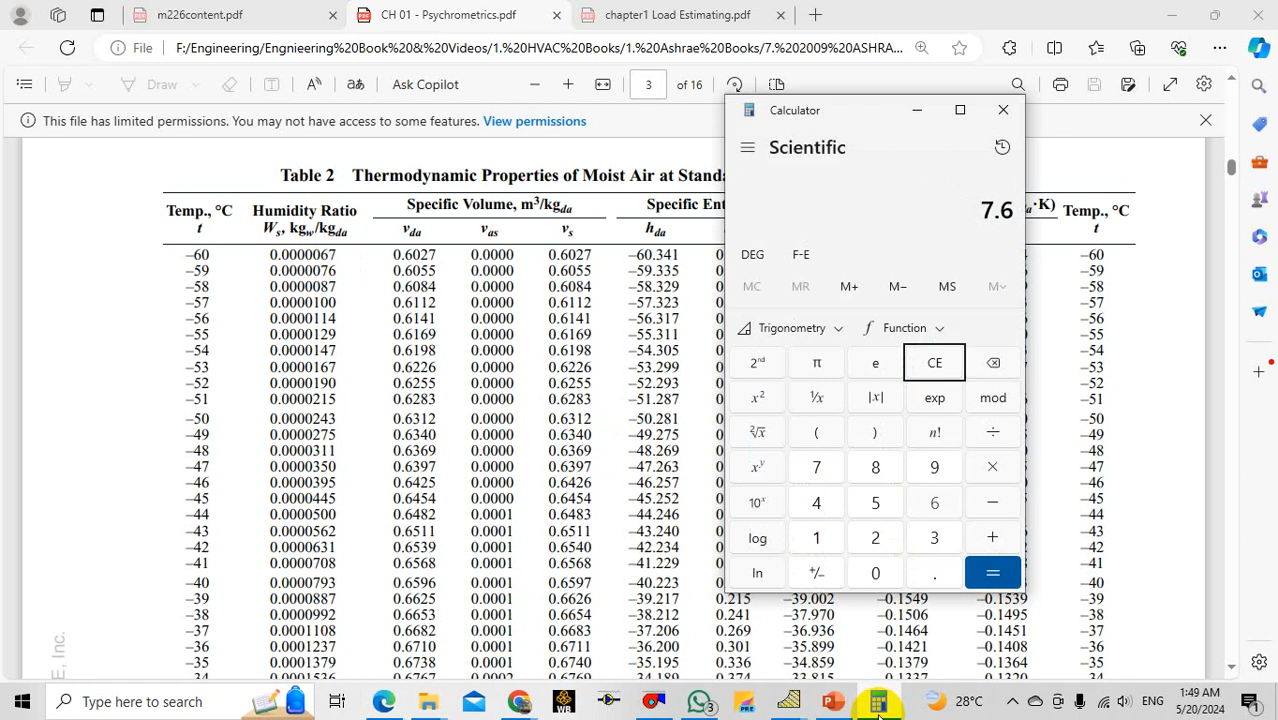 m226content.pdf × CH 01 - Psychrometrics.pdf × chapter1 Load Estimating.pdf ×
File F:/Engineering/Engnieering%20Book%20&%20Videos/1.%20HVAC%20Books/1.%20Ashrae%20Books/7.%202009%20ASHRA...
Draw Ask Copilot 3 of 16
This file has limited permissions. You may not have access to some features. View permissions
Table 2 Thermodynamic Properties of Moist Air at Standa
Temp., °C Humidity Ratio Specific Volume, m³/kgda Specific Ent a·K) Temp., °C
t Ws, kgw/kgda vda vas vs hda t
–60 0.0000067 0.6027 0.0000 0.6027 –60.341 –60
–59 0.0000076 0.6055 0.0000 0.6055 –59.335 –59
–58 0.0000087 0.6084 0.0000 0.6084 –58.329 –58
–57 0.0000100 0.6112 0.0000 0.6112 –57.323 –57
–56 0.0000114 0.6141 0.0000 0.6141 –56.317 –56
–55 0.0000129 0.6169 0.0000 0.6169 –55.311 –55
–54 0.0000147 0.6198 0.0000 0.6198 –54.305 –54
–53 0.0000167 0.6226 0.0000 0.6226 –53.299 –53
–52 0.0000190 0.6255 0.0000 0.6255 –52.293 –52
–51 0.0000215 0.6283 0.0000 0.6283 –51.287 –51
–50 0.0000243 0.6312 0.0000 0.6312 –50.281 –50
–49 0.0000275 0.6340 0.0000 0.6340 –49.275 –49
–48 0.0000311 0.6369 0.0000 0.6369 –48.269 –48
–47 0.0000350 0.6397 0.0000 0.6397 –47.263 –47
–46 0.0000395 0.6425 0.0000 0.6426 –46.257 –46
–45 0.0000445 0.6454 0.0000 0.6454 –45.252 –45
–44 0.0000500 0.6482 0.0001 0.6483 –44.246 –44
–43 0.0000562 0.6511 0.0001 0.6511 –43.240 –43
–42 0.0000631 0.6539 0.0001 0.6540 –42.234 –42
–41 0.0000708 0.6568 0.0001 0.6568 –41.229 –41
–40 0.0000793 0.6596 0.0001 0.6597 –40.223 –40
–39 0.0000887 0.6625 0.0001 0.6626 –39.217 0.215 –39.002 –0.1549 –0.1539 –39
–38 0.0000992 0.6653 0.0001 0.6654 –38.212 0.241 –37.970 –0.1506 –0.1495 –38
–37 0.0001108 0.6682 0.0001 0.6683 –37.206 0.269 –36.936 –0.1464 –0.1451 –37
–36 0.0001237 0.6710 0.0001 0.6711 –36.200 0.301 –35.899 –0.1421 –0.1408 –36
–35 0.0001379 0.6738 0.0001 0.6740 –35.195 0.336 –34.859 –0.1379 –0.1364 –35
E, Inc.
Calculator
Scientific
7.6
DEG F-E
MC MR M+ M− MS M˅
Trigonometry Function
2ⁿᵈ π e CE
x² ¹/x |x| exp mod
²√x ( ) n! ÷
xʸ 7 8 9 ×
10ˣ 4 5 6 −
log 1 2 3 +
ln +/− 0 . =
Type here to search WB 3 PRE 28°C ENG 1:49 AM
5/20/2024 1